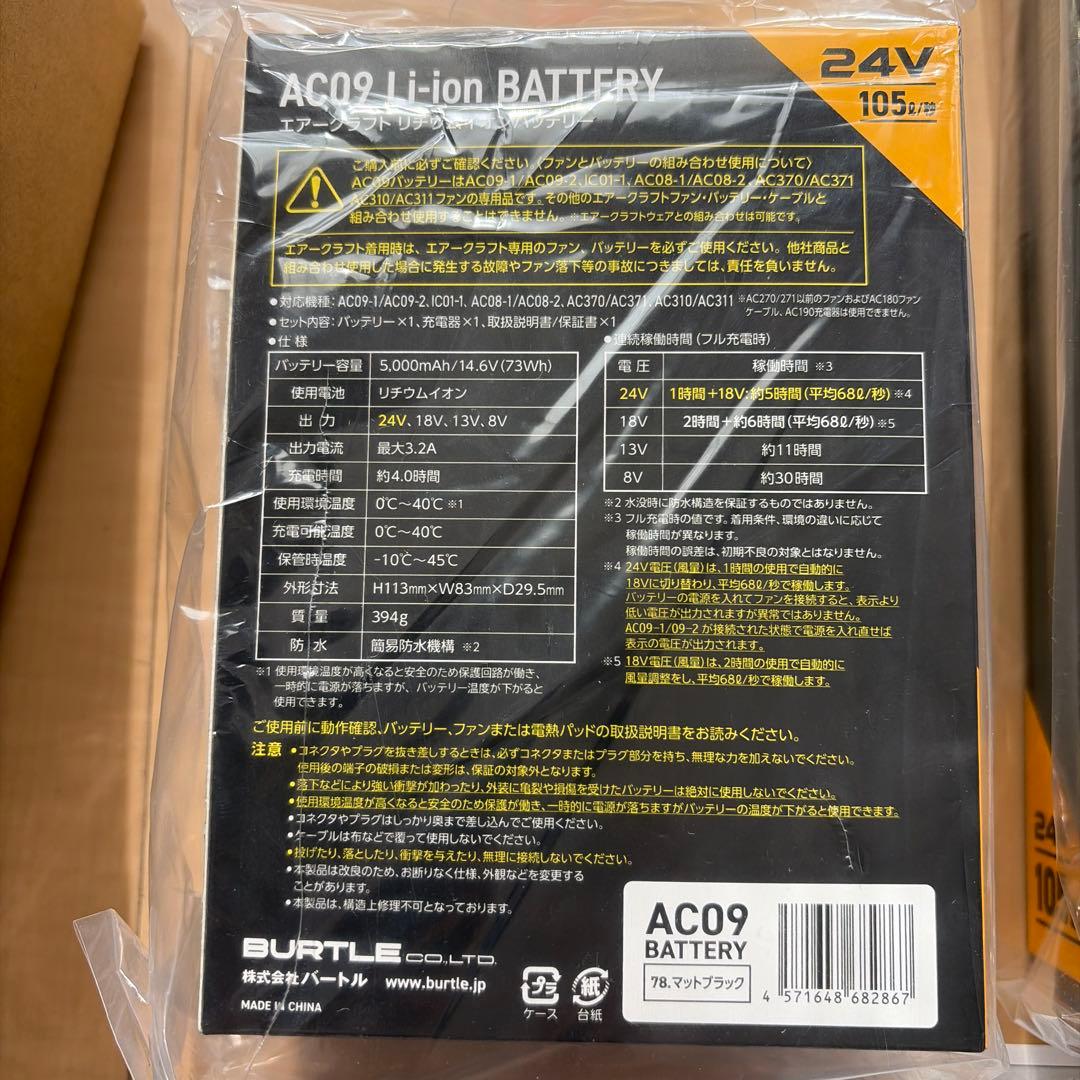 AC09 Li-ion BATTERY
エアークラフト リチウムイオンバッテリー
24V
105ℓ/秒
ご購入前に必ずご確認ください。〈ファンとバッテリーの組み合わせ使用について〉
AC09バッテリーはAC09-1/AC09-2、IC01-1、AC08-1/AC08-2、AC370/AC371
AC310/AC311ファンの専用品です。その他のエアークラフトファン・バッテリー・ケーブルと
組み合わせ使用することはできません。※エアークラフトウェアとの組み合わせは可能です。
エアークラフト着用時は、エアークラフト専用のファン、バッテリーを必ずご使用ください。他社商品と
組み合わせ使用した場合に発生する故障やファン落下等の事故につきましては、責任を負いません。
●対応機種：AC09-1/AC09-2、IC01-1、AC08-1/AC08-2、AC370/AC371、AC310/AC311 ※AC270/271以前のファンおよびAC180ファン
ケーブル、AC190充電器は使用できません。
●セット内容：バッテリー×1、充電器×1、取扱説明書/保証書×1
●仕様
バッテリー容量 5,000mAh/14.6V(73Wh)
使用電池 リチウムイオン
出力 24V、18V、13V、8V
出力電流 最大3.2A
充電時間 約4.0時間
使用環境温度 0℃〜40℃ ※1
充電可能温度 0℃〜40℃
保管時温度 -10℃〜45℃
外形寸法 H113mm×W83mm×D29.5mm
質量 394g
防水 簡易防水機構 ※2
※1 使用環境温度が高くなると安全のため保護回路が働き、
一時的に電源が落ちますが、バッテリー温度が下がると
使用できます。
●連続稼働時間（フル充電時）
電圧 稼働時間 ※3
24V 1時間+18V:約5時間(平均68ℓ/秒)※4
18V 2時間+約6時間(平均68ℓ/秒)※5
13V 約11時間
8V 約30時間
※2 水没時に防水構造を保証するものではありません。
※3 フル充電時の値です。着用条件、環境の違いに応じて
稼働時間が異なります。
稼働時間の誤差は、初期不良の対象とはなりません。
※4 24V電圧(風量)は、1時間の使用で自動的に
18Vに切り替わり、平均68ℓ/秒で稼働します。
バッテリーの電源を入れてファンを接続すると、表示より
低い電圧が出力されますが異常ではありません。
AC09-1/09-2 が接続された状態で電源を入れ直せば
表示の電圧が出力されます。
※5 18V電圧(風量)は、2時間の使用で自動的に
風量調整をし、平均68ℓ/秒で稼働します。
ご使用前に動作確認、バッテリー、ファンまたは電熱パッドの取扱説明書をお読みください。
注意 ●コネクタやプラグを抜き差しするときは、必ずコネクタまたはプラグ部分を持ち、無理な力を加えないでください。
使用後の端子の破損または変形は、保証の対象外となります。
●落下などにより強い衝撃が加わったり、外装に亀裂や損傷を受けたバッテリーは絶対に使用しないでください。
●使用環境温度が高くなると安全のため保護が働き、一時的に電源が落ちますがバッテリーの温度が下がると使用できます。
●コネクタやプラグはしっかり奥まで差し込んでご使用ください。
●ケーブルは布などで覆って使用しないでください。
●投げたり、落としたり、衝撃を与えたり、無理に接続しないでください。
●本製品は改良のため、お断りなく仕様、外観などを変更する
ことがあります。
●本製品は、構造上修理不可となっております。
BURTLE CO.,LTD.
株式会社バートル www.burtle.jp
MADE IN CHINA
プラ
ケース
紙
台紙
AC09
BATTERY
78.マットブラック
4 571648 682867
24
10